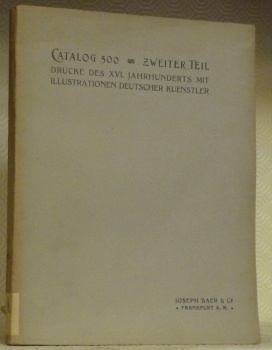 CATALOG 500 ZWEITER TEIL
DRUCKE DES XVI. JAHRHUNDERTS MIT
ILLUSTRATIONEN DEUTSCHER KUENSTLER
JOSEPH BAER & Co
• FRANKFURT A. M. •